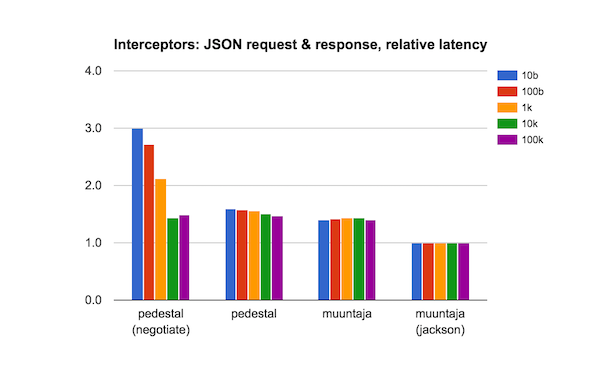 Interceptors: JSON request & response, relative latency
4.0
3.0
2.0
1.0
0.0
10b
100b
1k
10k
100k
pedestal
(negotiate)
pedestal
muuntaja
muuntaja
(jackson)